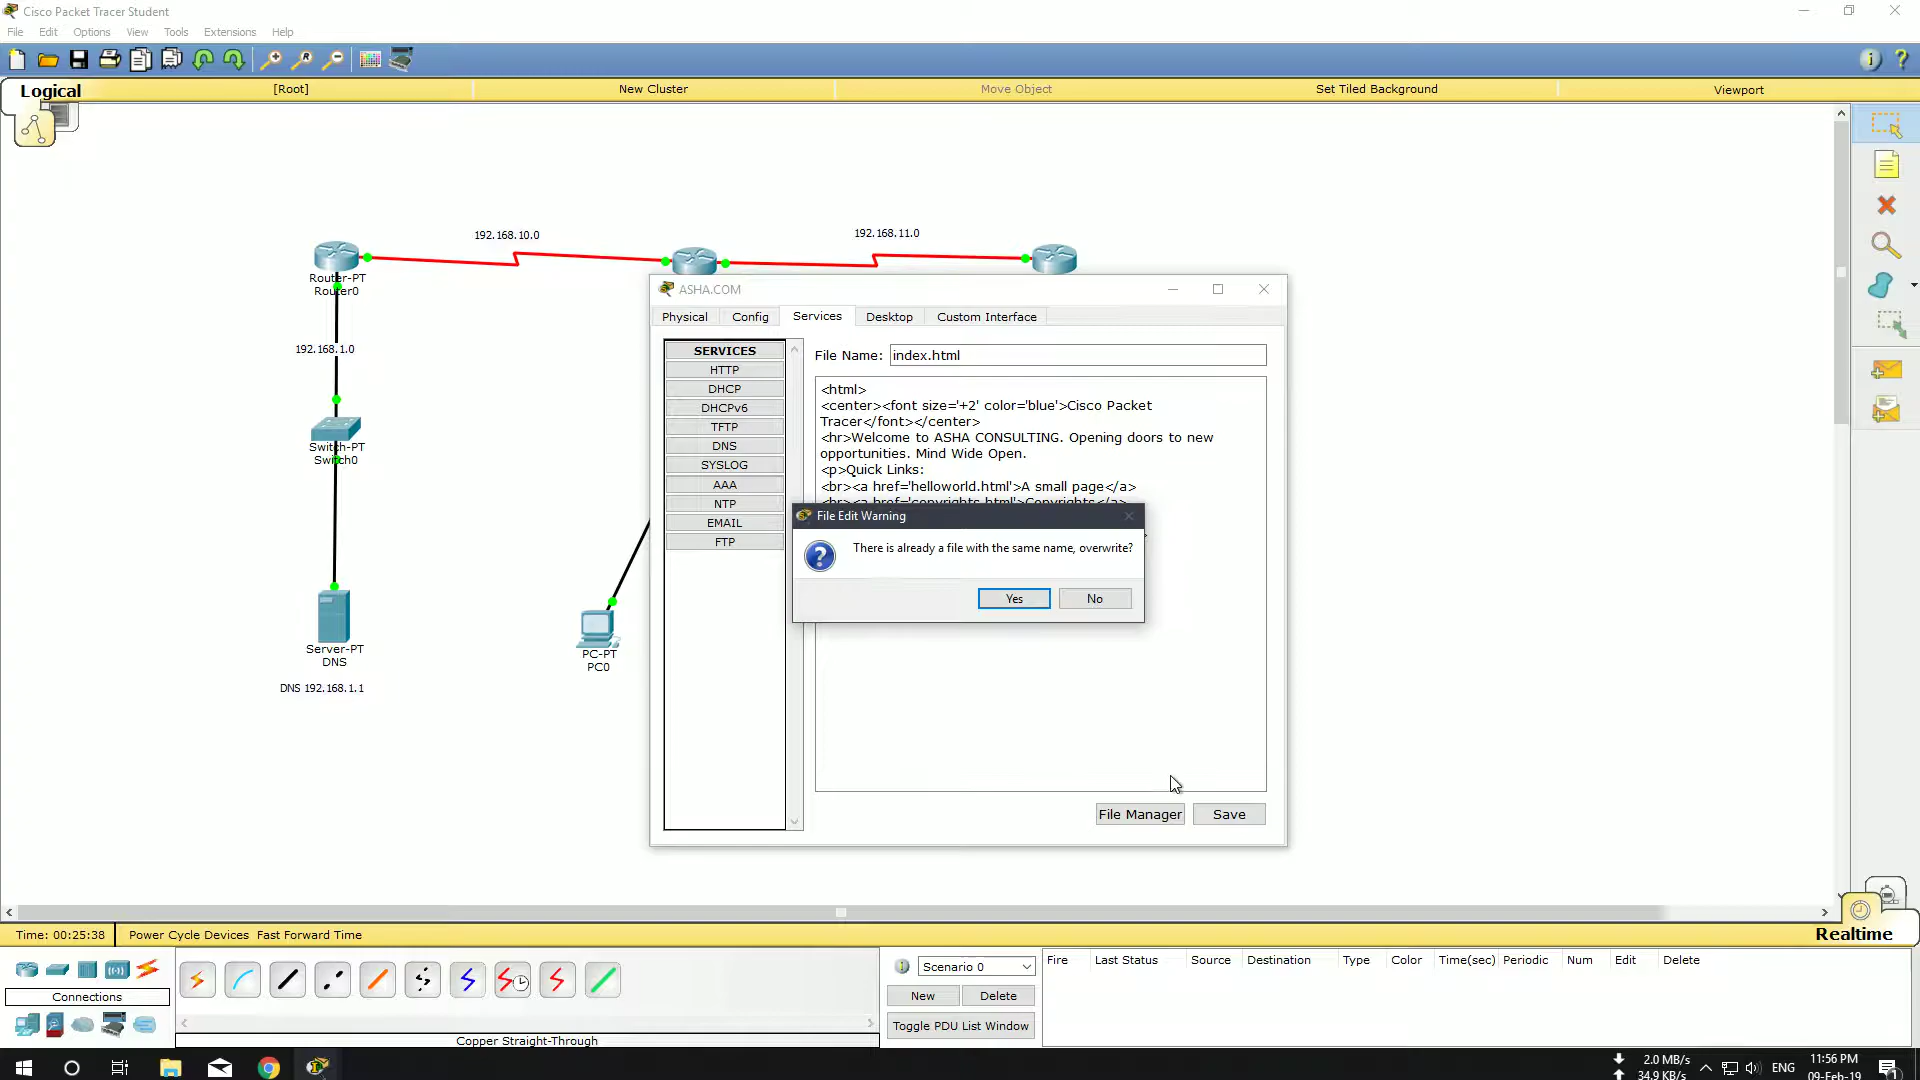 Cisco Packet Tracer Student
File Edit Options View Tools Extensions Help
Logical
[Root]
New Cluster
Move Object
Set Tiled Background
Viewport
192.168.10.0
192.168.11.0
Router-PT
Router0
192.168.1.0
Switch-PT
Switch0
Server-PT
DNS
DNS 192.168.1.1
PC-PT
PC0
ASHA.COM
Physical Config Services Desktop Custom Interface
SERVICES
HTTP
DHCP
DHCPv6
TFTP
DNS
SYSLOG
AAA
NTP
EMAIL
FTP
File Name: index.html
<html>
<center><font size='+2' color='blue'>Cisco Packet
Tracer</font></center>
<hr>Welcome to ASHA CONSULTING. Opening doors to new
opportunities. Mind Wide Open.
<p>Quick Links:
<br><a href='helloworld.html'>A small page</a>
<br><a href='copyrights.html'>Copyrights</a>
File Edit Warning
There is already a file with the same name, overwrite?
Yes No
File Manager Save
Time: 00:25:38
Power Cycle Devices Fast Forward Time
Realtime
Connections
Copper Straight-Through
Scenario 0
New Delete
Toggle PDU List Window
Fire Last Status Source Destination Type Color Time(sec) Periodic Num Edit Delete
2.0 MB/s
34.9 KB/s
ENG
11:56 PM
09-Feb-19
1